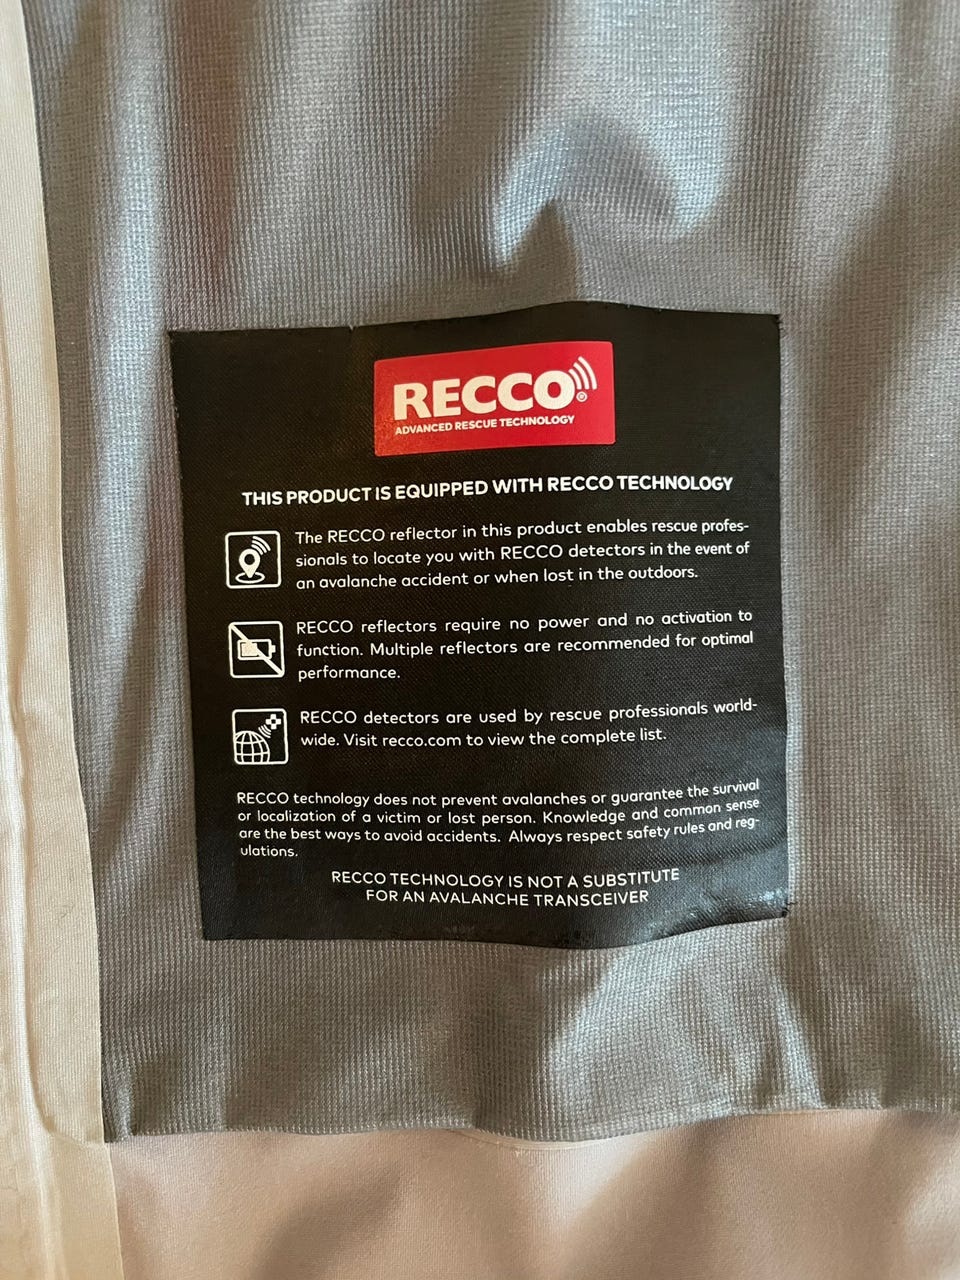 RECCO®
ADVANCED RESCUE TECHNOLOGY
THIS PRODUCT IS EQUIPPED WITH RECCO TECHNOLOGY
The RECCO reflector in this product enables rescue profes-
sionals to locate you with RECCO detectors in the event of
an avalanche accident or when lost in the outdoors.
RECCO reflectors require no power and no activation to
function. Multiple reflectors are recommended for optimal
performance.
RECCO detectors are used by rescue professionals world-
wide. Visit recco.com to view the complete list.
RECCO technology does not prevent avalanches or guarantee the survival
or localization of a victim or lost person. Knowledge and common sense
are the best ways to avoid accidents. Always respect safety rules and reg-
ulations.
RECCO TECHNOLOGY IS NOT A SUBSTITUTE
FOR AN AVALANCHE TRANSCEIVER